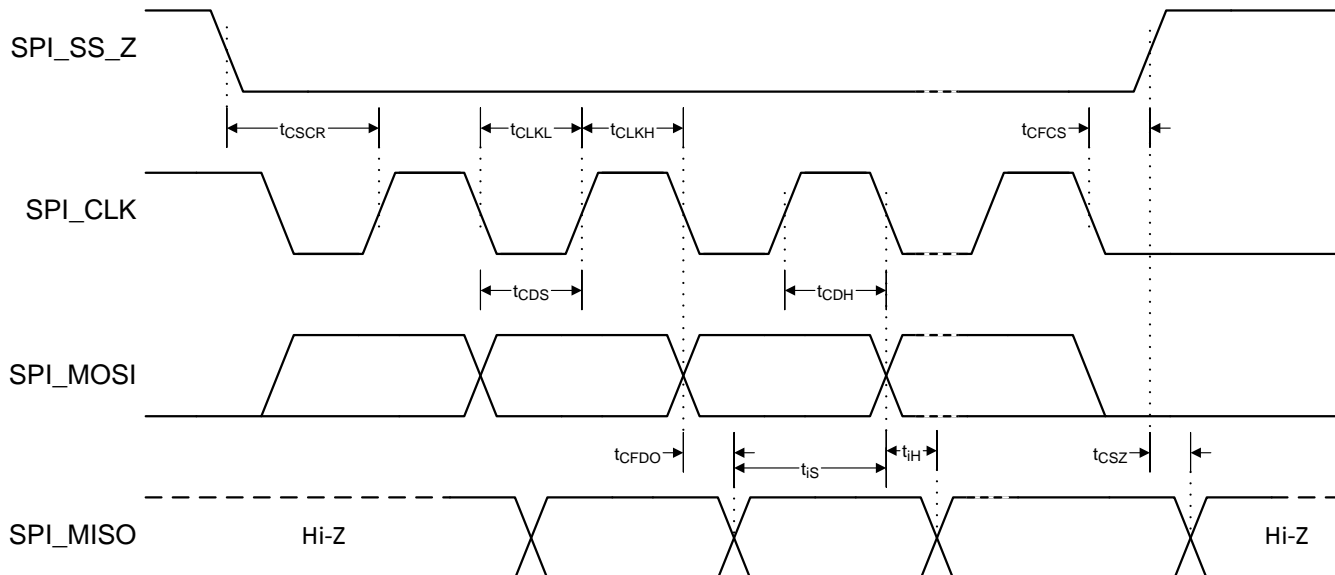 SPI_SS_Z
tCSCR
tCLKL
tCLKH
tCFCS
SPI_CLK
tCDS
tCDH
SPI_MOSI
tCFDO
tiS
tiH
tCSZ
SPI_MISO
Hi-Z
Hi-Z